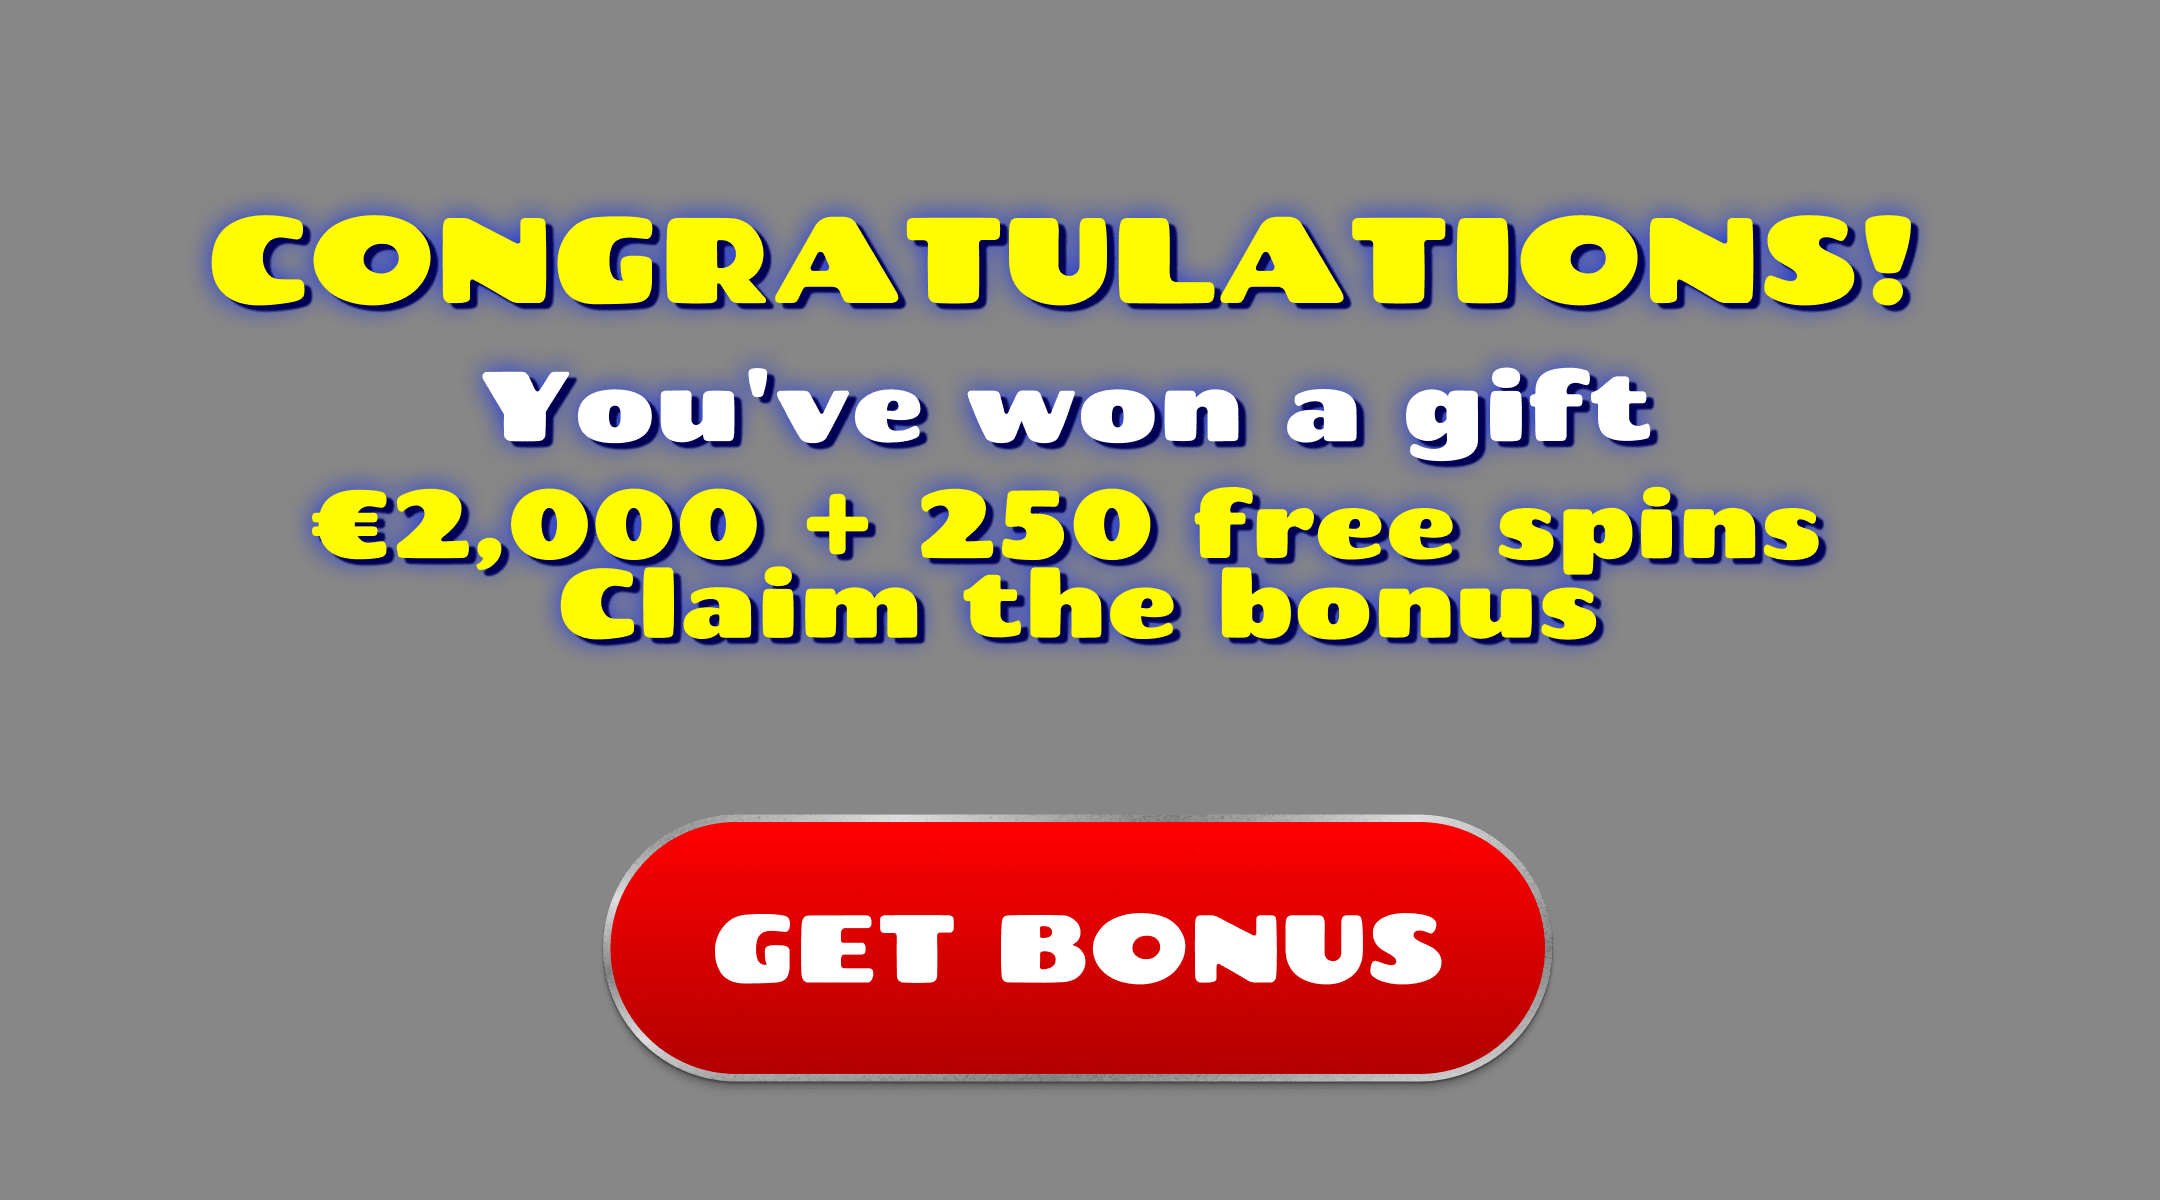 CONGRATULATIONS!
You've won a gift
€2,000 + 250 free spins
Claim the bonus
GET BONUS